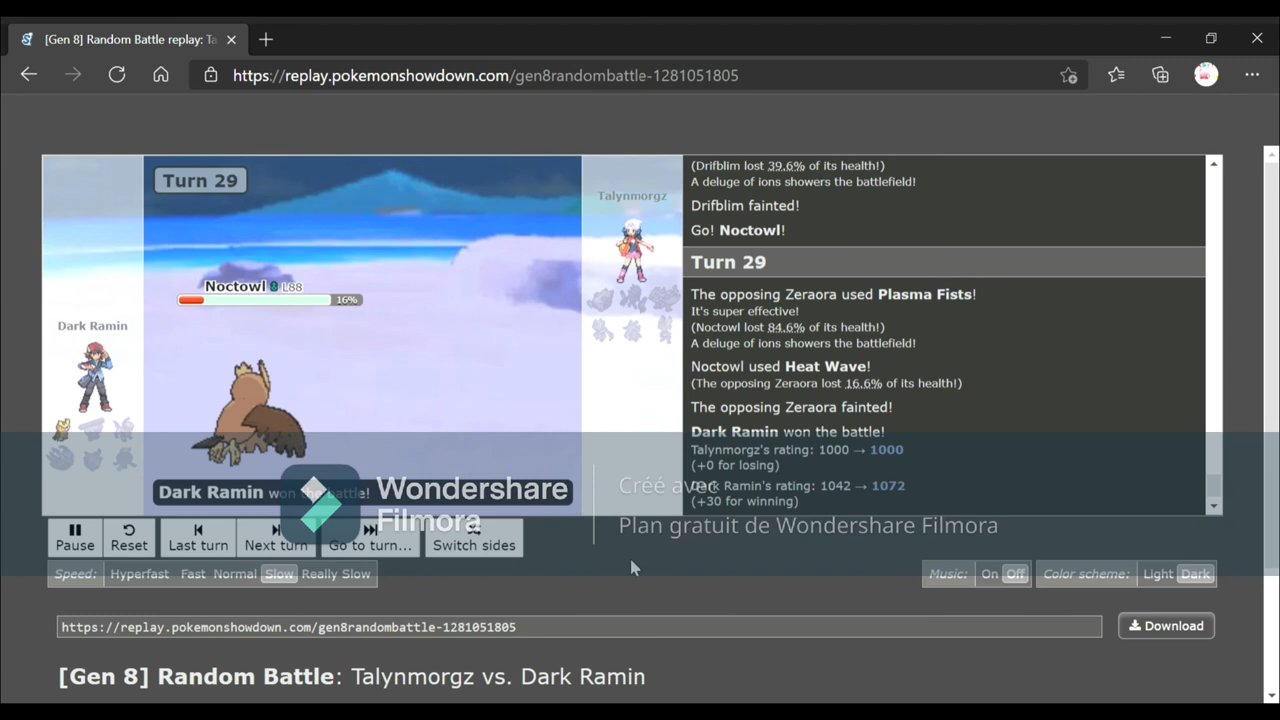 [Gen 8] Random Battle replay: Ta
https://replay.pokemonshowdown.com/gen8randombattle-1281051805
Turn 29
Noctowl L88
16%
Dark Ramin
Dark Ramin won the battle!
Talynmorgz
(Drifblim lost 39.6% of its health!)
A deluge of ions showers the battlefield!
Drifblim fainted!
Go! Noctowl!
Turn 29
The opposing Zeraora used Plasma Fists!
It's super effective!
(Noctowl lost 84.6% of its health!)
A deluge of ions showers the battlefield!
Noctowl used Heat Wave!
(The opposing Zeraora lost 16.6% of its health!)
The opposing Zeraora fainted!
Dark Ramin won the battle!
Talynmorgz's rating: 1000 → 1000
(+0 for losing)
Dark Ramin's rating: 1042 → 1072
(+30 for winning)
Wondershare
Filmora
Créé avec
Plan gratuit de Wondershare Filmora
Pause Reset Last turn Next turn Go to turn... Switch sides
Speed: Hyperfast Fast Normal Slow Really Slow
Music: On Off Color scheme: Light Dark
https://replay.pokemonshowdown.com/gen8randombattle-1281051805
Download
[Gen 8] Random Battle: Talynmorgz vs. Dark Ramin